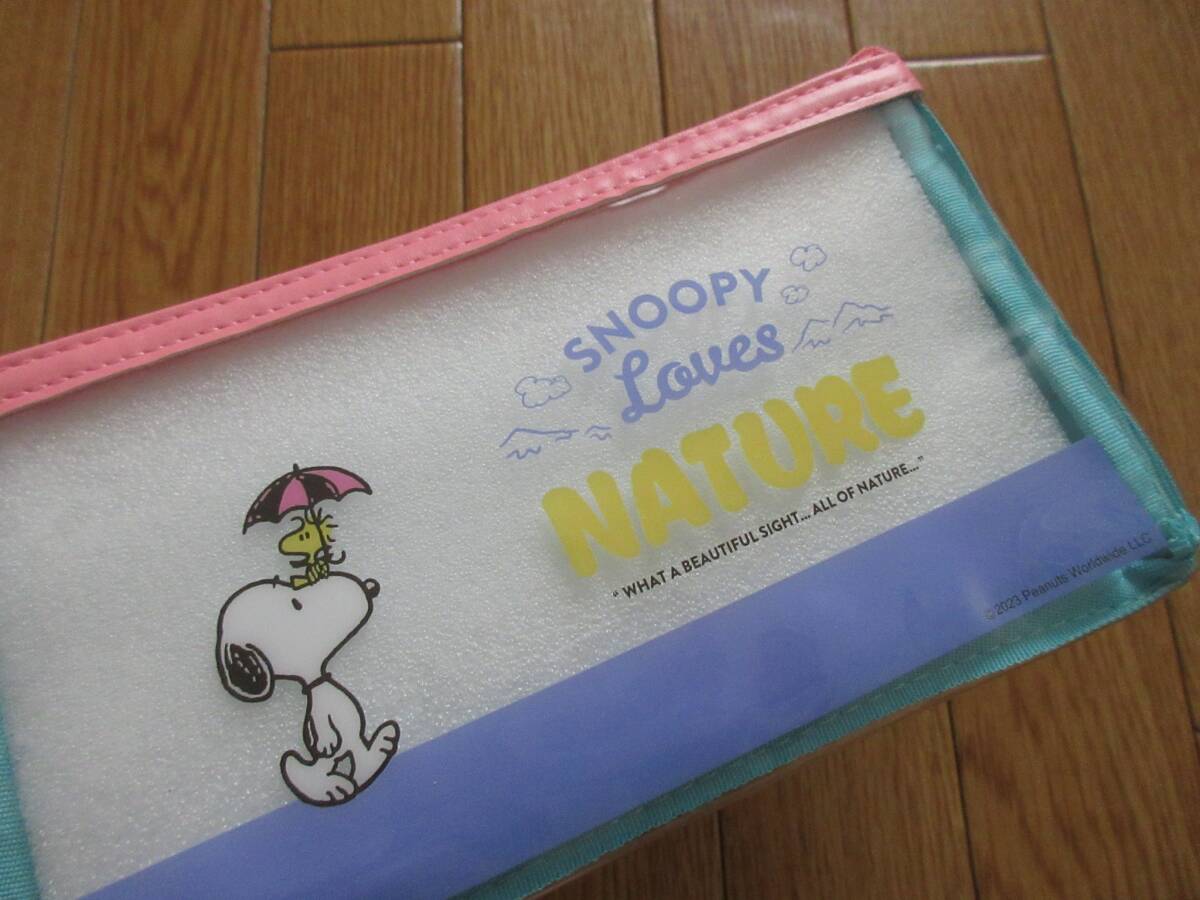 SNOOPY
Loves
NATURE
"WHAT A BEAUTIFUL SIGHT... ALL OF NATURE..."
©2023 Peanuts Worldwide LLC